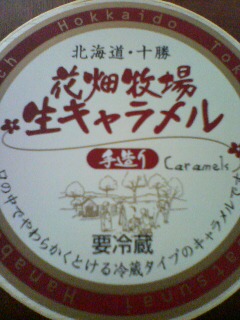 Hokkaido
北海道・十勝
花畑牧場
生キャラメル
手造り
Caramels
要冷蔵
口の中でやわらかくとける冷蔵タイプのキャラメルです